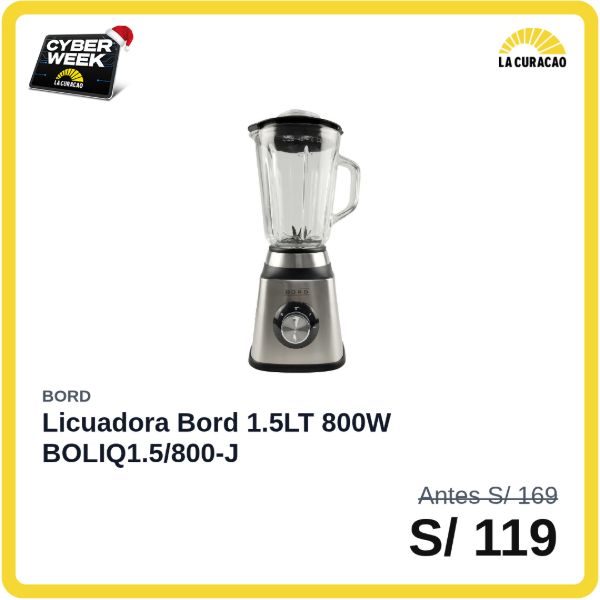 CYBER
WEEK
LA CURACAO
LA CURACAO
BORD
BORD
Licuadora Bord 1.5LT 800W
BOLIQ1.5/800-J
Antes S/ 169
S/ 119